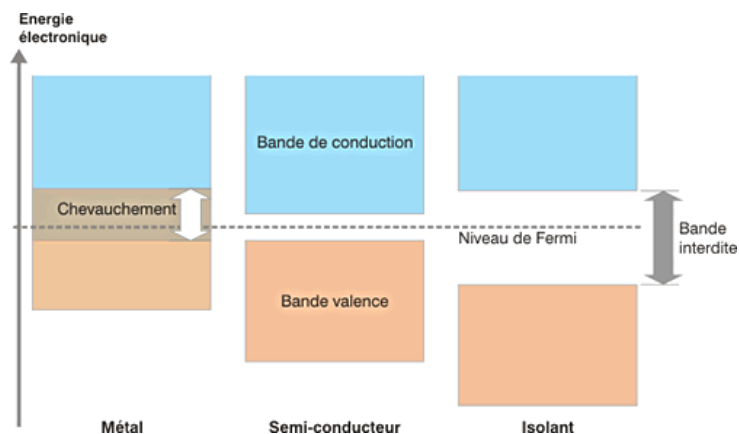 Energie
électronique
Bande de conduction
Chevauchement
Niveau de Fermi
Bande
interdite
Bande valence
Métal
Semi-conducteur
Isolant